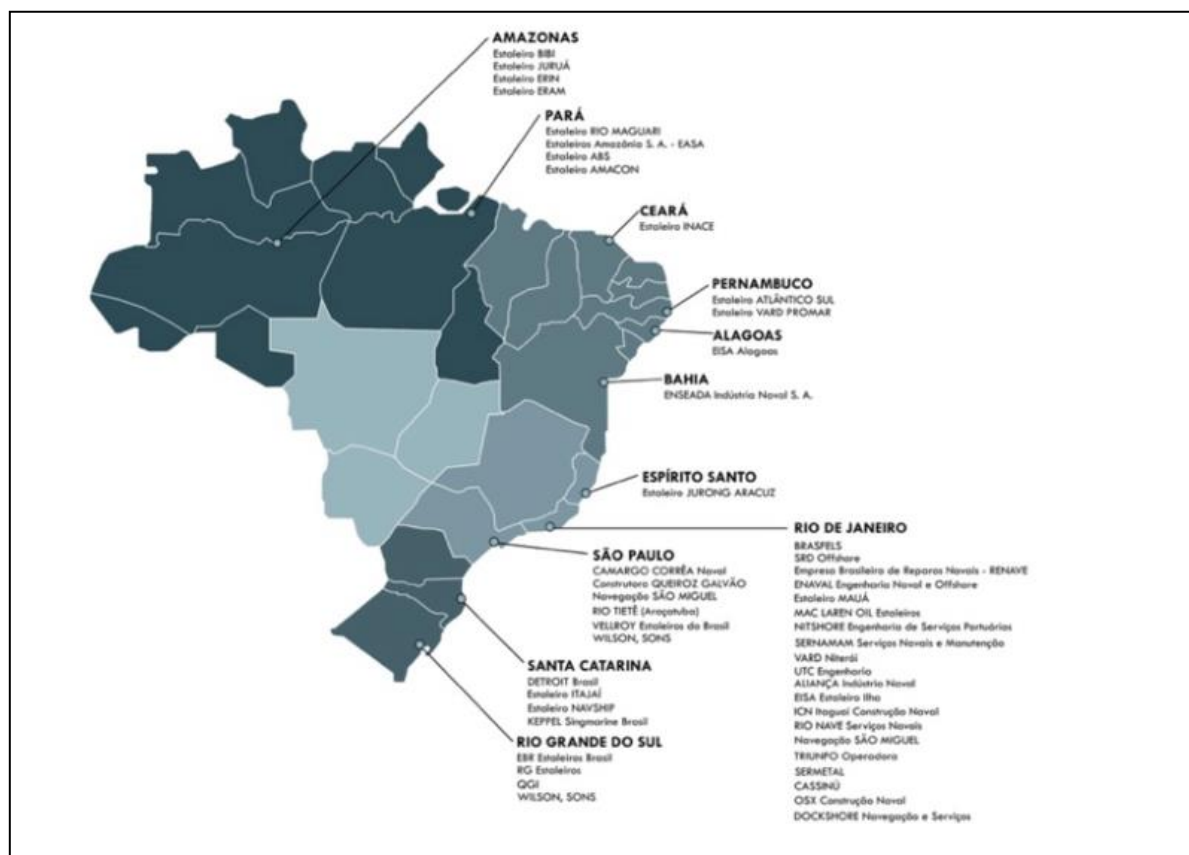 AMAZONAS
Estaleiro BIBI
Estaleiro JURUÁ
Estaleiro ERIN
Estaleiro ERAM
PARÁ
Estaleiro RIO MAGUARI
Estaleiros Amazônia S. A. - EASA
Estaleiro ABS
Estaleiro AMACON
CEARÁ
Estaleiro INACE
PERNAMBUCO
Estaleiro ATLÂNTICO SUL
Estaleiro VARD PROMAR
ALAGOAS
EISA Alagoas
BAHIA
ENSEADA Indústria Naval S. A.
ESPÍRITO SANTO
Estaleiro JURONG ARACUZ
RIO DE JANEIRO
BRASFELS
SRD Offshore
Empresa Brasileira de Reparos Navais - RENAVE
ENAVAL Engenharia Naval e Offshore
Estaleiro MAUÁ
MAC LAREN OIL Estaleiros
NITSHORE Engenharia de Serviços Portuários
SERNAMAM Serviços Navais e Manutenção
VARD Niterói
UTC Engenharia
ALIANÇA Indústria Naval
EISA Estaleiro Ilha
ICN Itaguaí Construção Naval
RIO NAVE Serviços Navais
Navegação SÃO MIGUEL
TRIUNFO Operadora
SERMETAL
CASSINÚ
OSX Construção Naval
DOCKSHORE Navegação e Serviços
SÃO PAULO
CAMARGO CORRÊA Naval
Construtora QUEIROZ GALVÃO
Navegação SÃO MIGUEL
RIO TIETÊ (Araçatuba)
VELLROY Estaleiros do Brasil
WILSON, SONS
SANTA CATARINA
DETROIT Brasil
Estaleiro ITAJAÍ
Estaleiro NAVSHIP
KEPPEL Singmarine Brasil
RIO GRANDE DO SUL
EBR Estaleiros Brasil
RG Estaleiros
QGI
WILSON, SONS